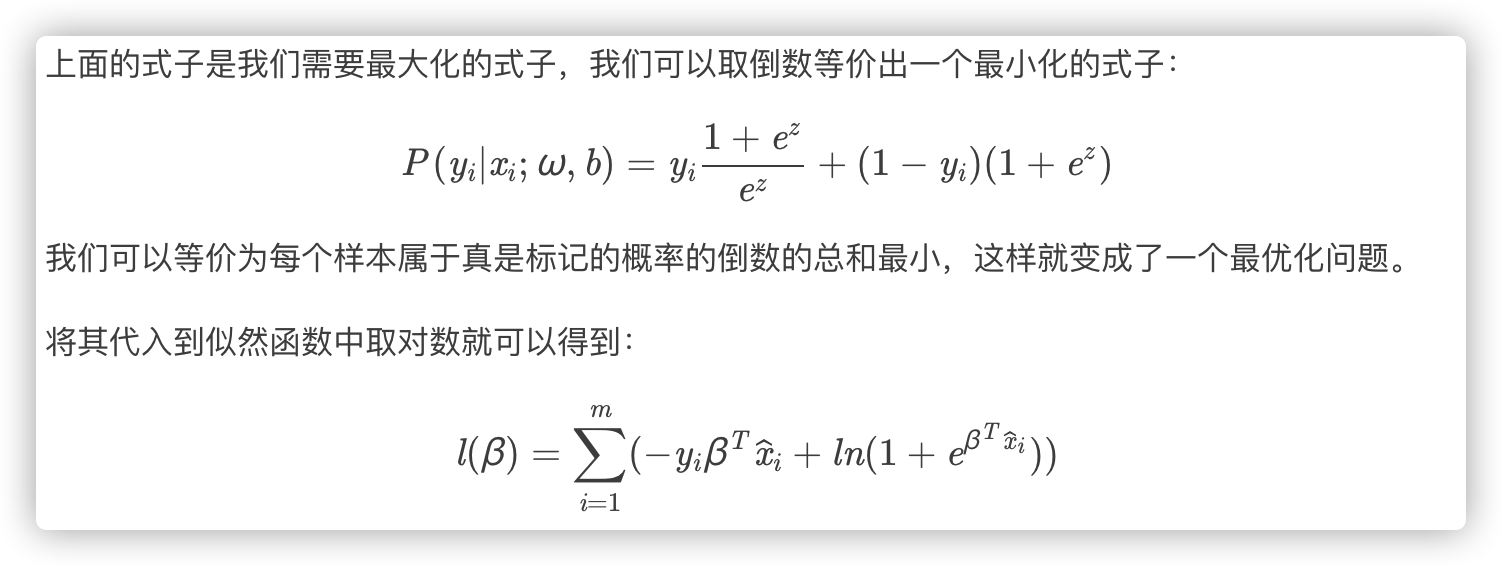 上面的式子是我们需要最大化的式子，我们可以取倒数等价出一个最小化的式子：
P(y_i|x_i; ω, b) = y_i \frac{1 + e^z}{e^z} + (1 − y_i)(1 + e^z)
我们可以等价为每个样本属于真是标记的概率的倒数的总和最小，这样就变成了一个最优化问题。
将其代入到似然函数中取对数就可以得到：
l(β) = \sum_{i=1}^{m} (−y_i β^T \hat{x}_i + ln(1 + e^{β^T \hat{x}_i}))